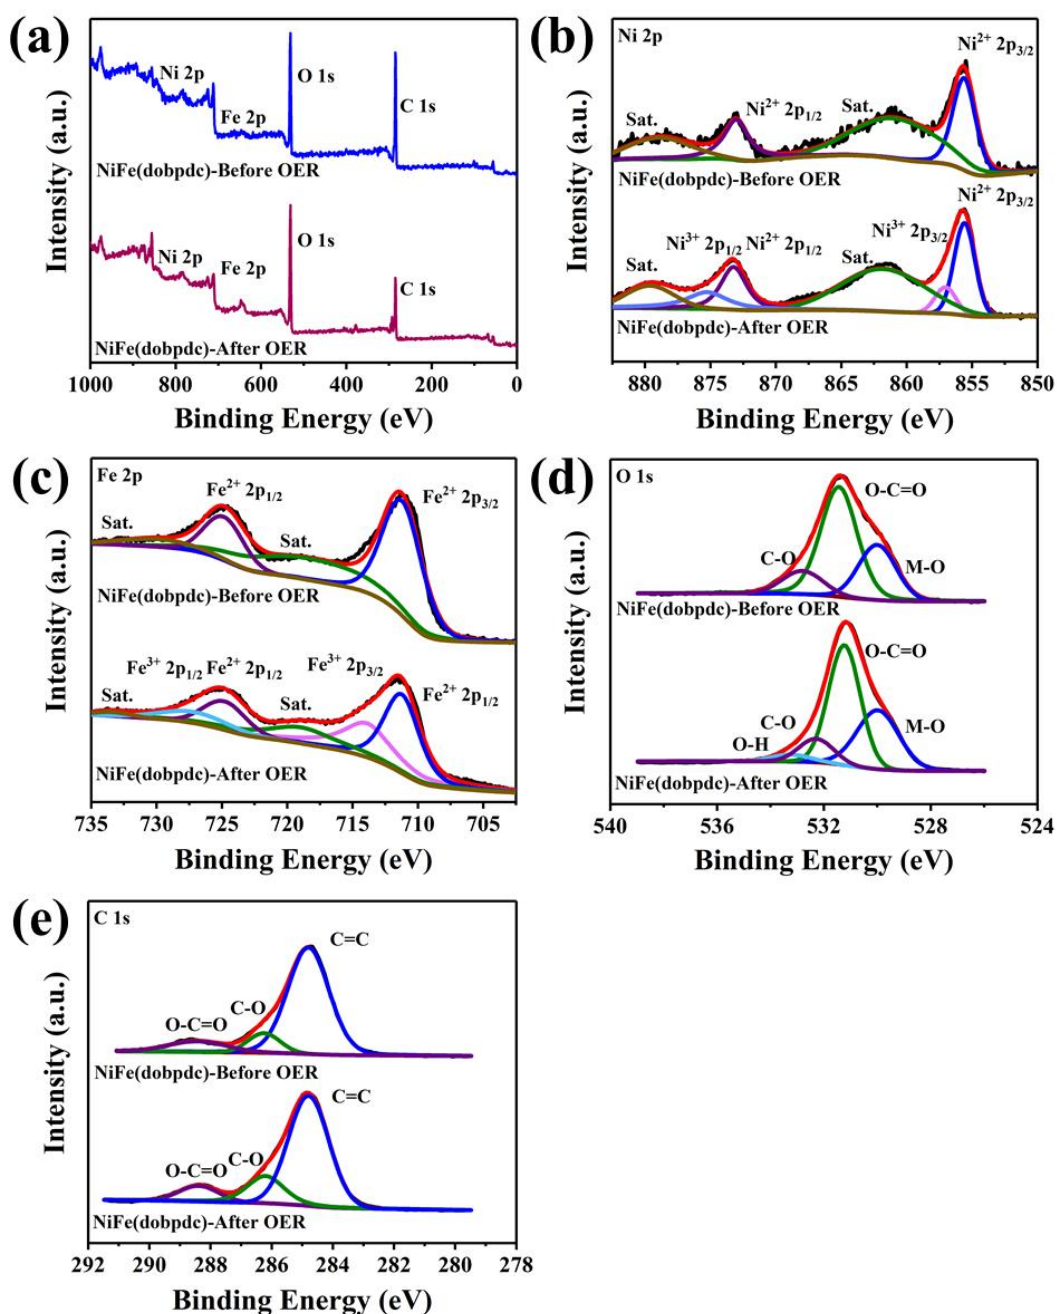 (a)
Ni 2p
Fe 2p
O 1s
C 1s
NiFe(dobpdc)-Before OER
Ni 2p
Fe 2p
O 1s
C 1s
NiFe(dobpdc)-After OER
Intensity (a.u.)
1000 800 600 400 200 0
Binding Energy (eV)
(b)
Ni 2p
Ni²⁺ 2p₃/₂
Sat.
Ni²⁺ 2p₁/₂
Sat.
NiFe(dobpdc)-Before OER
Ni²⁺ 2p₃/₂
Ni³⁺ 2p₁/₂ Ni²⁺ 2p₁/₂
Ni³⁺ 2p₃/₂
Sat.
Sat.
NiFe(dobpdc)-After OER
Intensity (a.u.)
880 875 870 865 860 855 850
Binding Energy (eV)
(c)
Fe 2p
Fe²⁺ 2p₁/₂
Fe²⁺ 2p₃/₂
Sat.
Sat.
NiFe(dobpdc)-Before OER
Fe³⁺ 2p₁/₂ Fe²⁺ 2p₁/₂
Fe³⁺ 2p₃/₂
Fe²⁺ 2p₁/₂
Sat.
Sat.
NiFe(dobpdc)-After OER
Intensity (a.u.)
735 730 725 720 715 710 705
Binding Energy (eV)
(d)
O 1s
O-C=O
C-O
M-O
NiFe(dobpdc)-Before OER
O-C=O
C-O
M-O
O-H
NiFe(dobpdc)-After OER
Intensity (a.u.)
540 536 532 528 524
Binding Energy (eV)
(e)
C 1s
C=C
C-O
O-C=O
NiFe(dobpdc)-Before OER
C=C
O-C=O
C-O
NiFe(dobpdc)-After OER
Intensity (a.u.)
292 290 288 286 284 282 280 278
Binding Energy (eV)